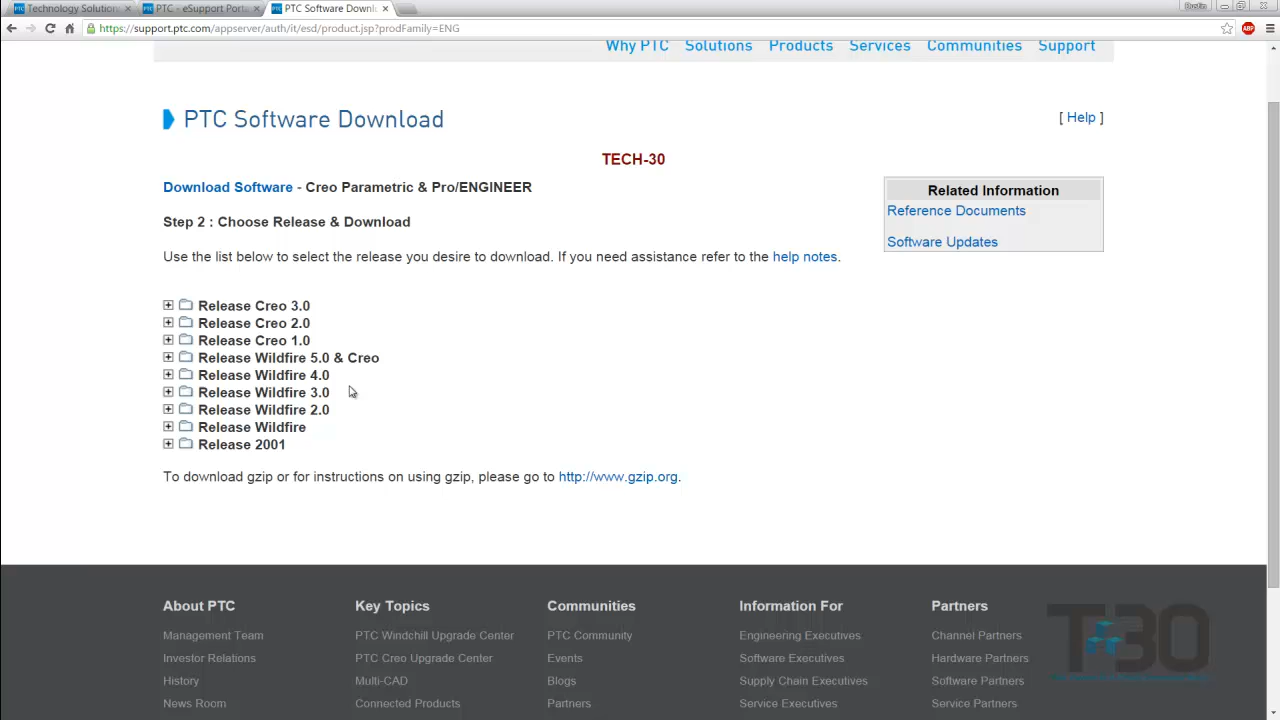 Technology Solution
PTC - eSupport Porta
PTC Software Downl
Dustin
https://support.ptc.com/appserver/auth/it/esd/product.jsp?prodFamily=ENG
ABP
Why PTC Solutions Products Services Communities Support
PTC Software Download
[ Help ]
TECH-30
Download Software - Creo Parametric & Pro/ENGINEER
Related Information
Reference Documents
Software Updates
Step 2 : Choose Release & Download
Use the list below to select the release you desire to download. If you need assistance refer to the help notes.
Release Creo 3.0
Release Creo 2.0
Release Creo 1.0
Release Wildfire 5.0 & Creo
Release Wildfire 4.0
Release Wildfire 3.0
Release Wildfire 2.0
Release Wildfire
Release 2001
To download gzip or for instructions on using gzip, please go to http://www.gzip.org.
About PTC Key Topics Communities Information For Partners
Management Team PTC Windchill Upgrade Center PTC Community Engineering Executives Channel Partners
Investor Relations PTC Creo Upgrade Center Events Software Executives Hardware Partners
History Multi-CAD Blogs Supply Chain Executives Software Partners
News Room Connected Products Partners Service Executives Service Partners
T-30